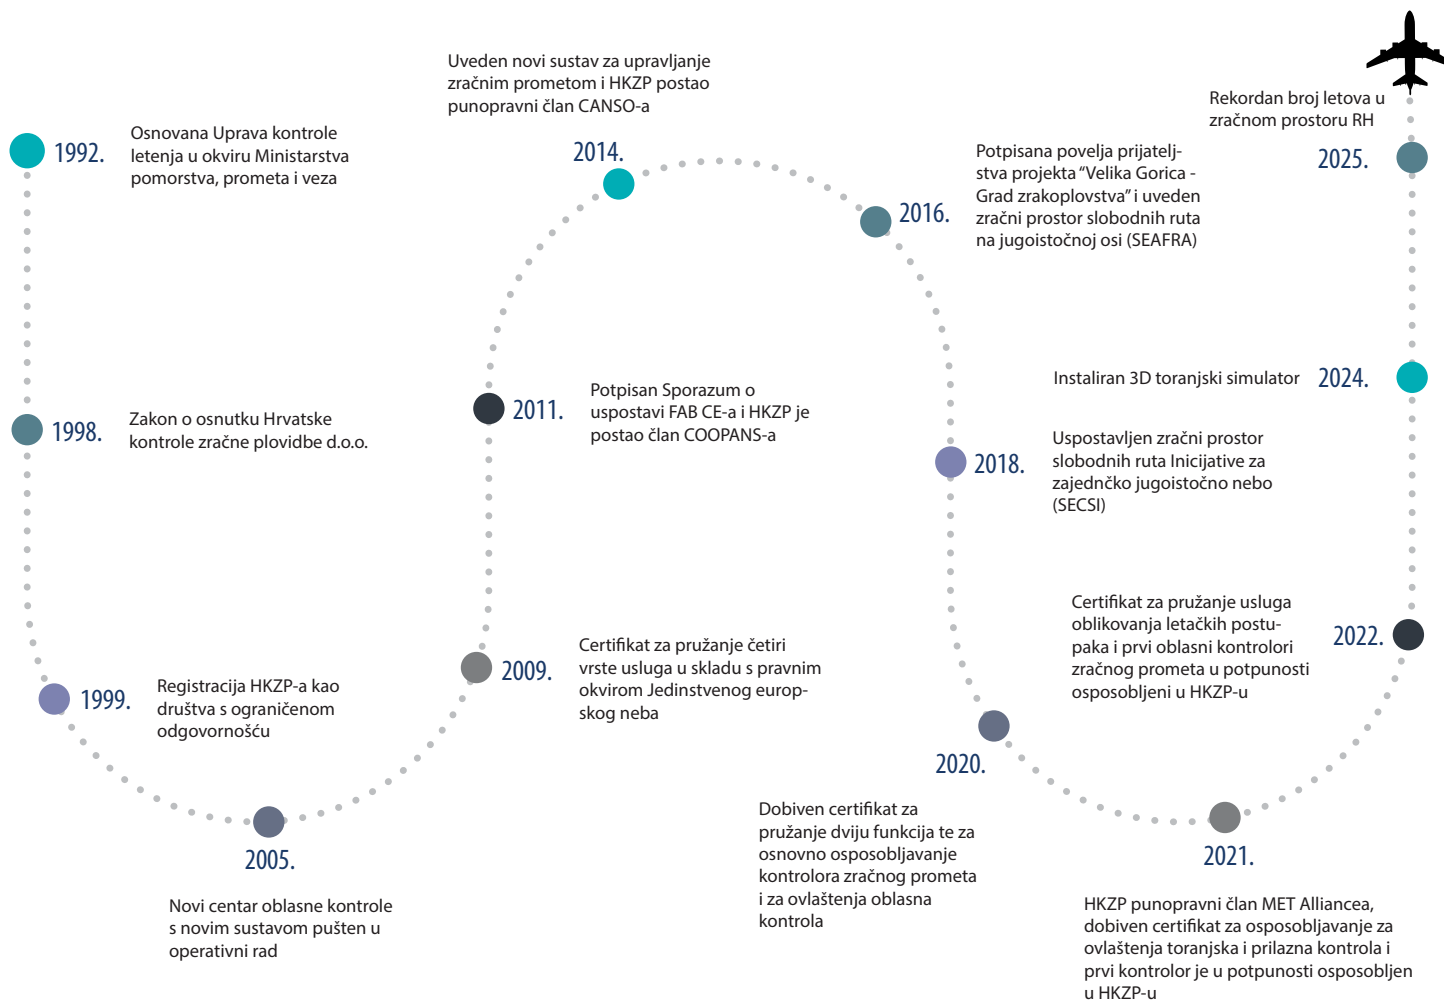 1992.
Osnovana Uprava kontrole
letenja u okviru Ministarstva
pomorstva, prometa i veza
1998.
Zakon o osnutku Hrvatske
kontrole zračne plovidbe d.o.o.
1999.
Registracija HKZP-a kao
društva s ograničenom
odgovornošću
2005.
Novi centar oblasne kontrole
s novim sustavom pušten u
operativni rad
2009.
Certifikat za pružanje četiri
vrste usluga u skladu s pravnim
okvirom Jedinstvenog europ-
skog neba
2011.
Potpisan Sporazum o
uspostavi FAB CE-a i HKZP je
postao član COOPANS-a
Uveden novi sustav za upravljanje
zračnim prometom i HKZP postao
punopravni član CANSO-a
2014.
2016.
Potpisana povelja prijatelj-
stva projekta “Velika Gorica -
Grad zrakoplovstva” i uveden
zračni prostor slobodnih ruta
na jugoistočnoj osi (SEAFRA)
2018.
Uspostavljen zračni prostor
slobodnih ruta Inicijative za
zajednčko jugoistočno nebo
(SECSI)
2020.
Dobiven certifikat za
pružanje dviju funkcija te za
osnovno osposobljavanje
kontrolora zračnog prometa
i za ovlaštenja oblasna
kontrola
2021.
HKZP punopravni član MET Alliancea,
dobiven certifikat za osposobljavanje za
ovlaštenja toranjska i prilazna kontrola i
prvi kontrolor je u potpunosti osposobljen
u HKZP-u
Certifikat za pružanje usluga
oblikovanja letačkih postu-
paka i prvi oblasni kontrolori
zračnog prometa u potpunosti
osposobljeni u HKZP-u
2022.
Instaliran 3D toranjski simulator
2024.
Rekordan broj letova u
zračnom prostoru RH
2025.